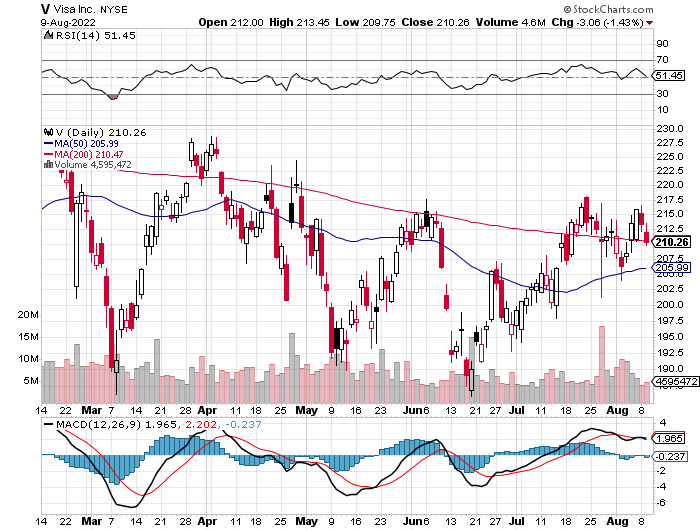 V Visa Inc. NYSE
© StockCharts.com
9-Aug-2022
Open 212.00 High 213.45 Low 209.75 Close 210.26 Volume 4.6M Chg -3.06 (-1.43%)
RSI(14) 51.45
90
70
51.45
30
10
V (Daily) 210.26
MA(50) 205.99
MA(200) 210.47
Volume 4,595,472
230.0
227.5
225.0
222.5
220.0
217.5
215.0
212.5
210.26
207.5
205.99
202.5
200.0
197.5
195.0
192.5
190.0
4595472
20M
15M
10M
5M
14 22 Mar 7 14 21 28 Apr 11 18 25 May 9 16 23 Jun 6 13 21 27 Jul 11 18 25 Aug 8
MACD(12,26,9) 1.965, 2.202, -0.237
4
1.965
-0.237
-2
-4
-6
14 22 Mar 7 14 21 28 Apr 11 18 25 May 9 16 23 Jun 6 13 21 27 Jul 11 18 25 Aug 8